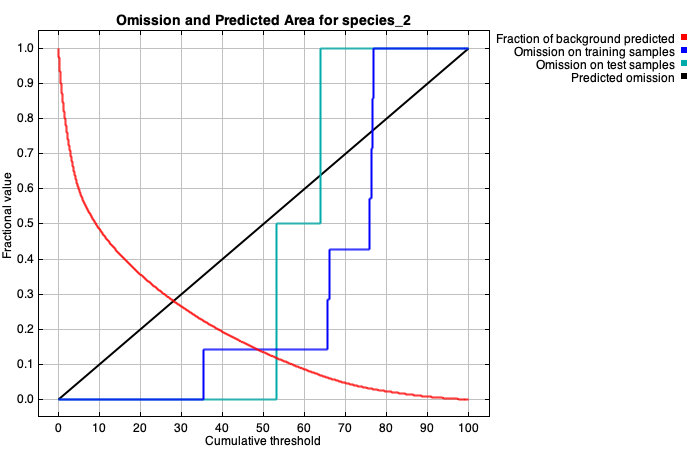 Omission and Predicted Area for species_2
Fraction of background predicted
Omission on training samples
Omission on test samples
Predicted omission
Fractional value
1.0
0.9
0.8
0.7
0.6
0.5
0.4
0.3
0.2
0.1
0.0
0 10 20 30 40 50 60 70 80 90 100
Cumulative threshold